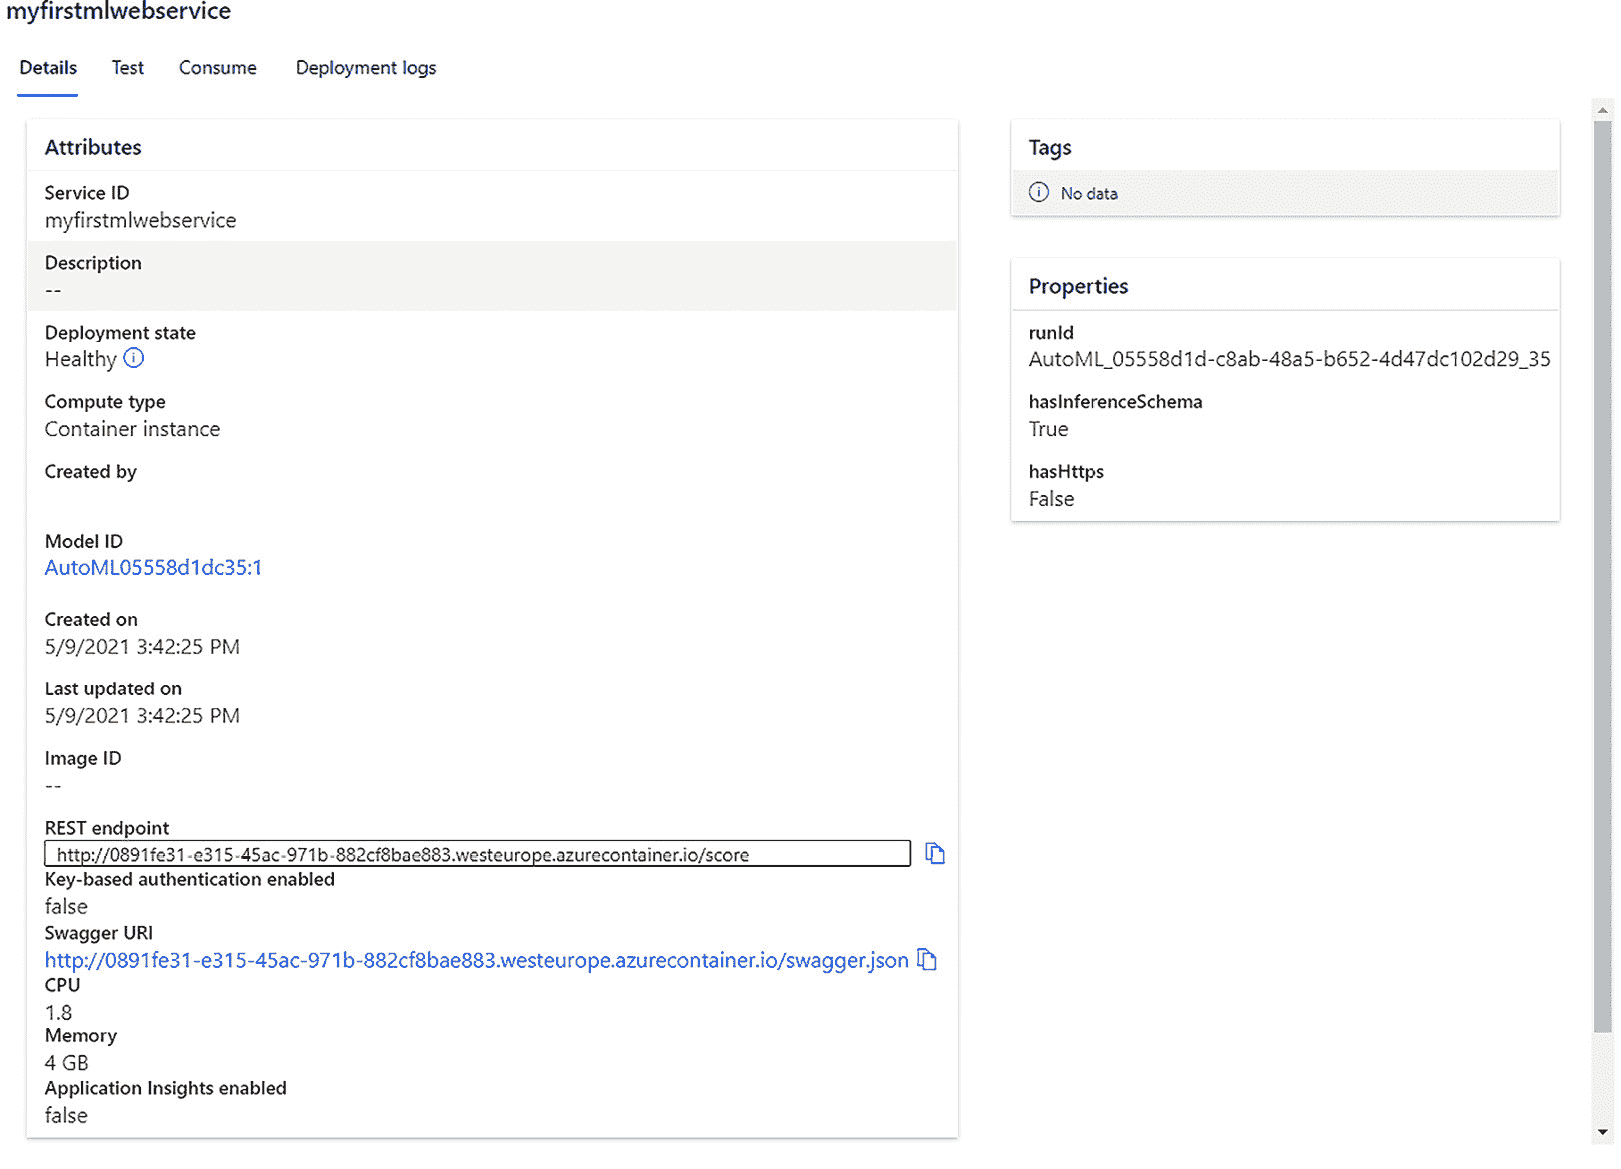 myfirstmlwebservice
Details Test Consume Deployment logs
Attributes
Service ID
myfirstmlwebservice
Description
--
Deployment state
Healthy
Compute type
Container instance
Created by
Model ID
AutoML05558d1dc35:1
Created on
5/9/2021 3:42:25 PM
Last updated on
5/9/2021 3:42:25 PM
Image ID
--
REST endpoint
http://0891fe31-e315-45ac-971b-882cf8bae883.westeurope.azurecontainer.io/score
Key-based authentication enabled
false
Swagger URI
http://0891fe31-e315-45ac-971b-882cf8bae883.westeurope.azurecontainer.io/swagger.json
CPU
1.8
Memory
4 GB
Application Insights enabled
false
Tags
No data
Properties
runId
AutoML_05558d1d-c8ab-48a5-b652-4d47dc102d29_35
hasInferenceSchema
True
hasHttps
False